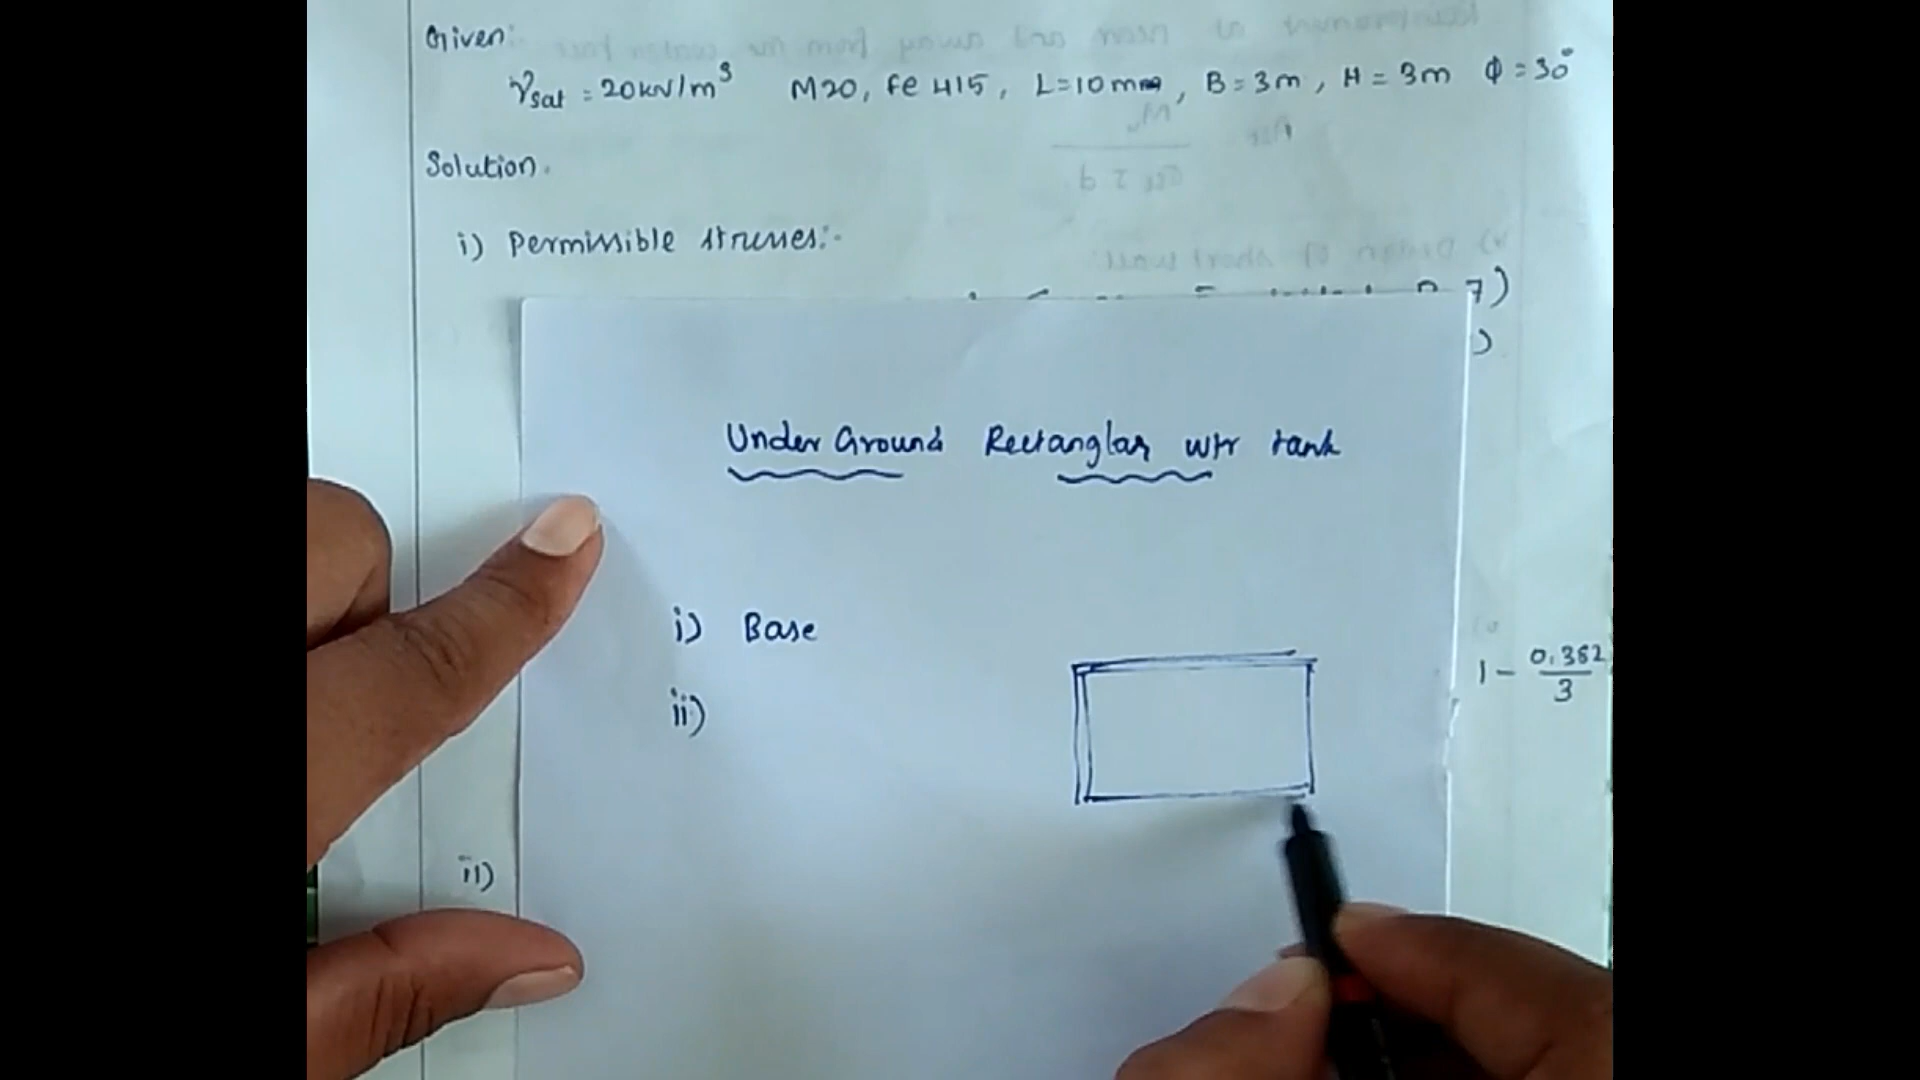 Given:
γsat = 20kN/m³ M20, Fe 415, L=10m, B=3m, H=3m Φ=30°
Solution.
i) Permissible stresses:-
7)
)
Under Ground Rectanglar wtr tank
i) Base
1 - 0.382/3
ii)
ii)